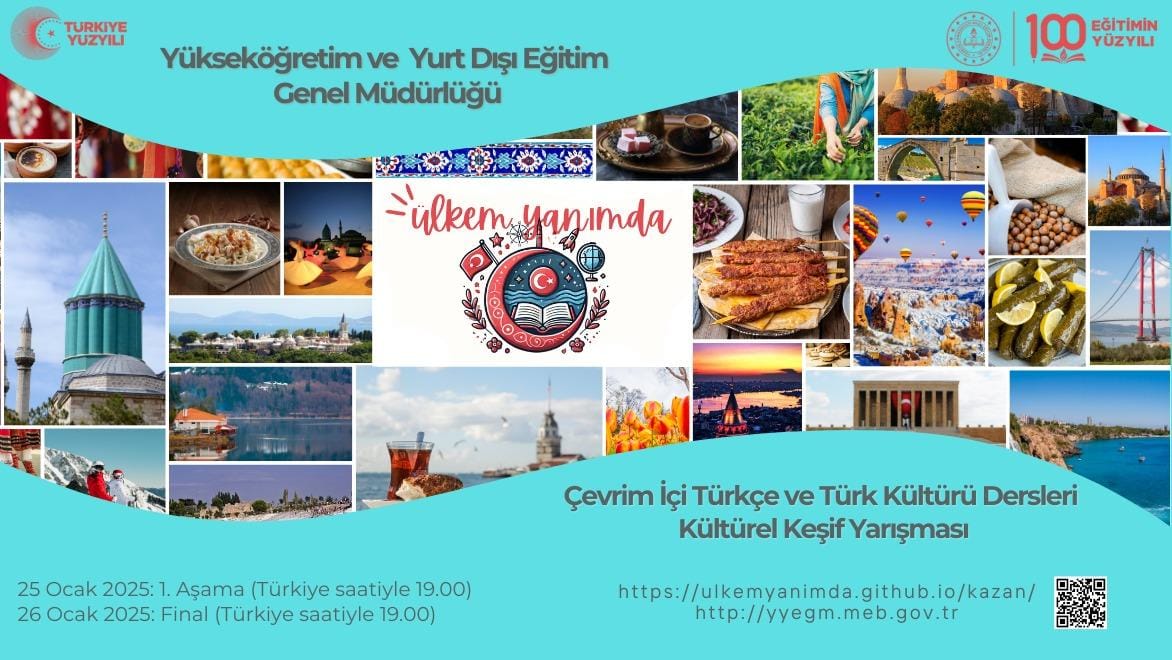 TÜRKİYE
YÜZYILI
Yükseköğretim ve Yurt Dışı Eğitim
Genel Müdürlüğü
100
EĞİTİMİN
YÜZYILI
ülkem yanımda
Çevrim İçi Türkçe ve Türk Kültürü Dersleri
Kültürel Keşif Yarışması
25 Ocak 2025: 1. Aşama (Türkiye saatiyle 19.00)
26 Ocak 2025: Final (Türkiye saatiyle 19.00)
https://ulkemyanimda.github.io/kazan/
http://yyegm.meb.gov.tr